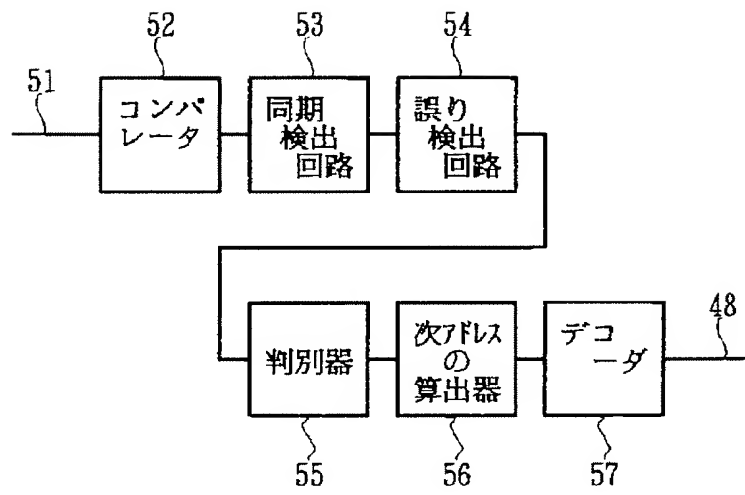 52
53
54
51
コンパ
レータ
同期
検出
回路
誤り
検出
回路
48
判別器
次アドレス
の
算出器
デコ
ーダ
55
56
57